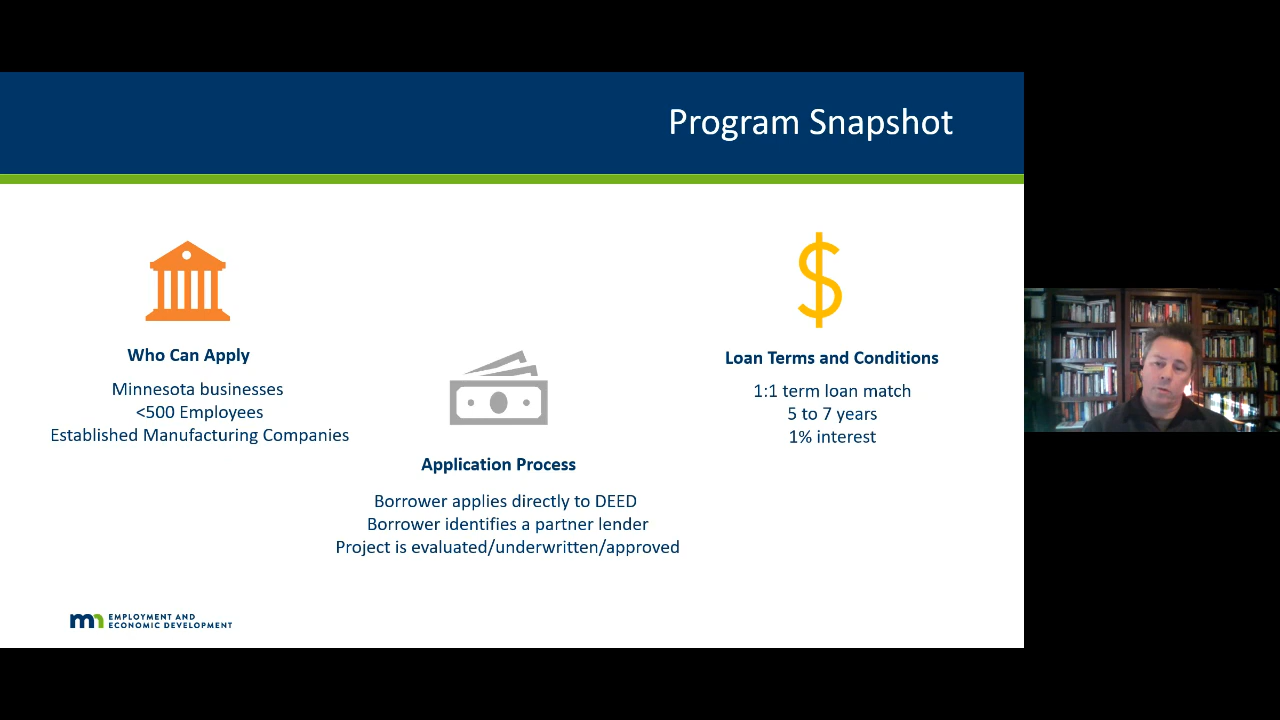 Program Snapshot
Who Can Apply
Minnesota businesses
<500 Employees
Established Manufacturing Companies
Application Process
Borrower applies directly to DEED
Borrower identifies a partner lender
Project is evaluated/underwritten/approved
Loan Terms and Conditions
1:1 term loan match
5 to 7 years
1% interest
mn EMPLOYMENT AND
ECONOMIC DEVELOPMENT